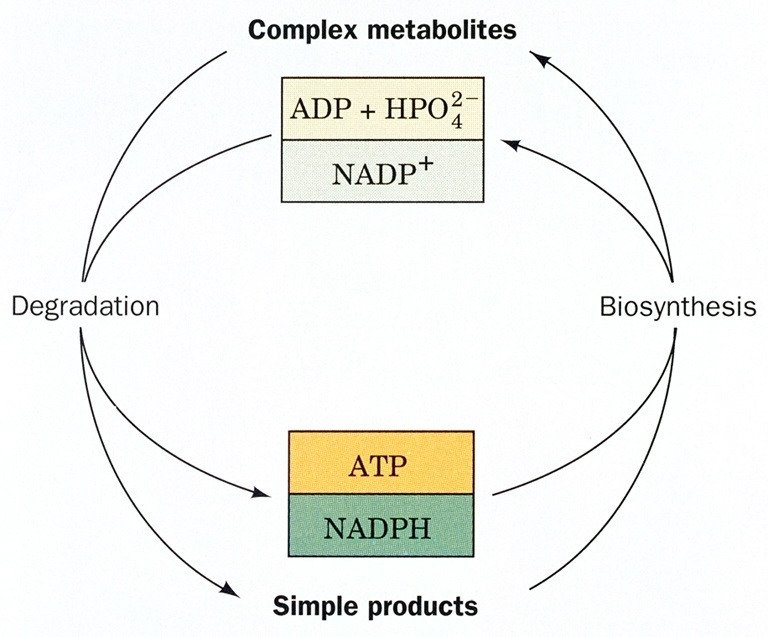 Complex metabolites
ADP + HPO₄²⁻
NADP⁺
Degradation
Biosynthesis
ATP
NADPH
Simple products